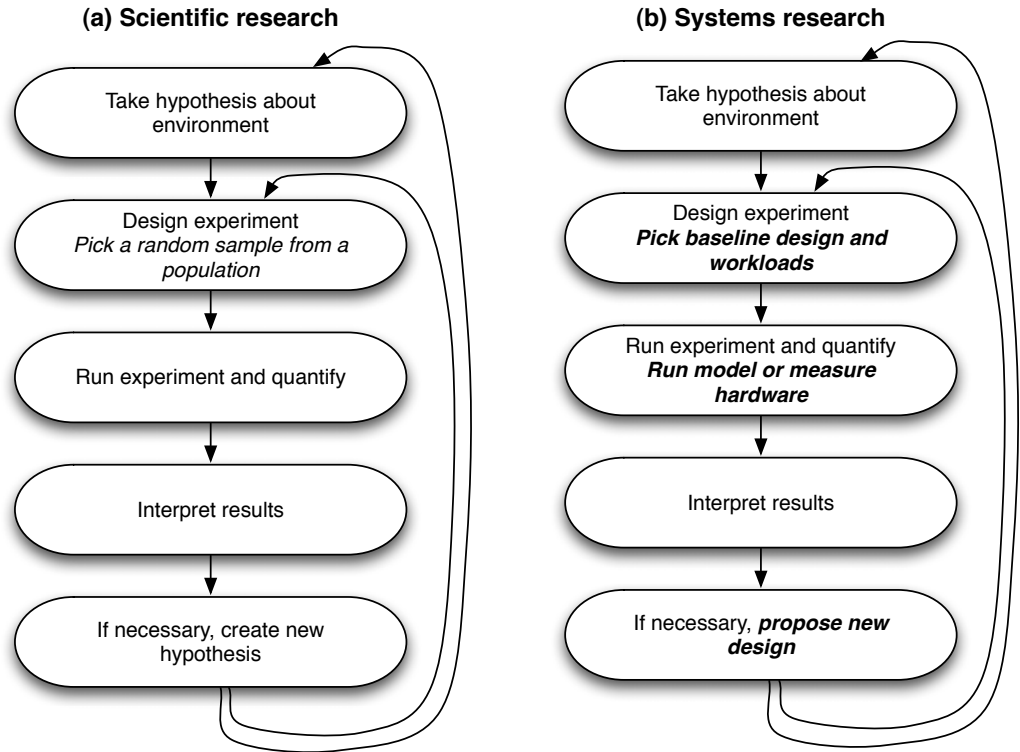 (a) Scientific research
Take hypothesis about
environment
Design experiment
Pick a random sample from a
population
Run experiment and quantify
Interpret results
If necessary, create new
hypothesis
(b) Systems research
Take hypothesis about
environment
Design experiment
Pick baseline design and
workloads
Run experiment and quantify
Run model or measure
hardware
Interpret results
If necessary, propose new
design